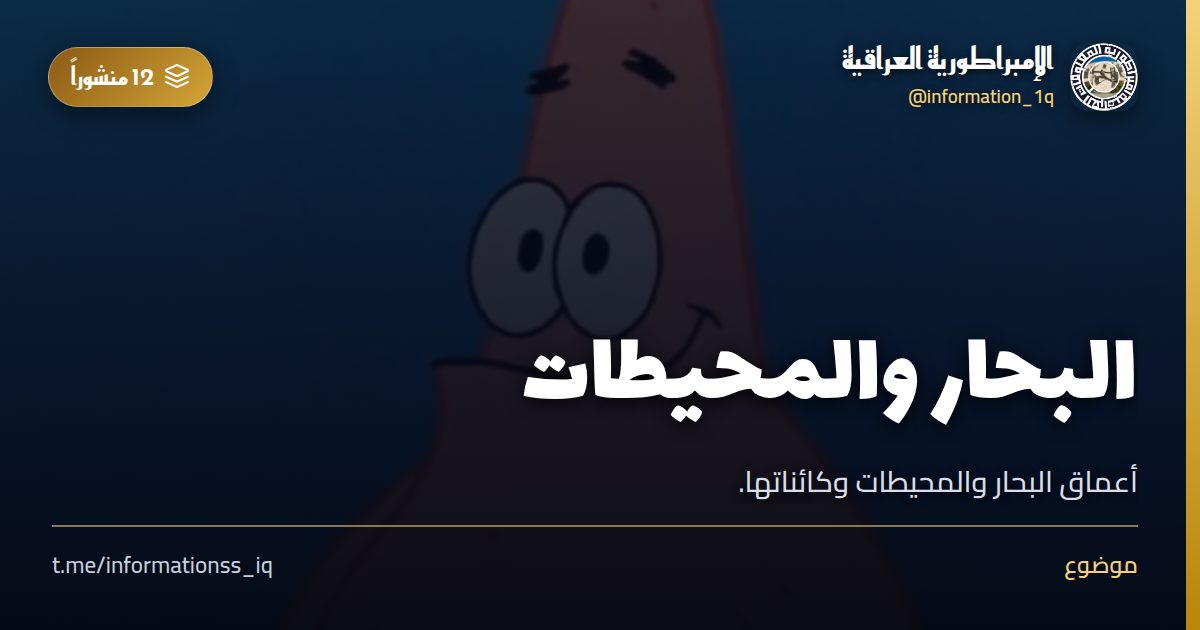 الإمبراطورية العراقية
@information_1q
12 منشوراً
البحار والمحيطات
أعماق البحار والمحيطات وكائناتها.
موضوع
t.me/informationss_iq